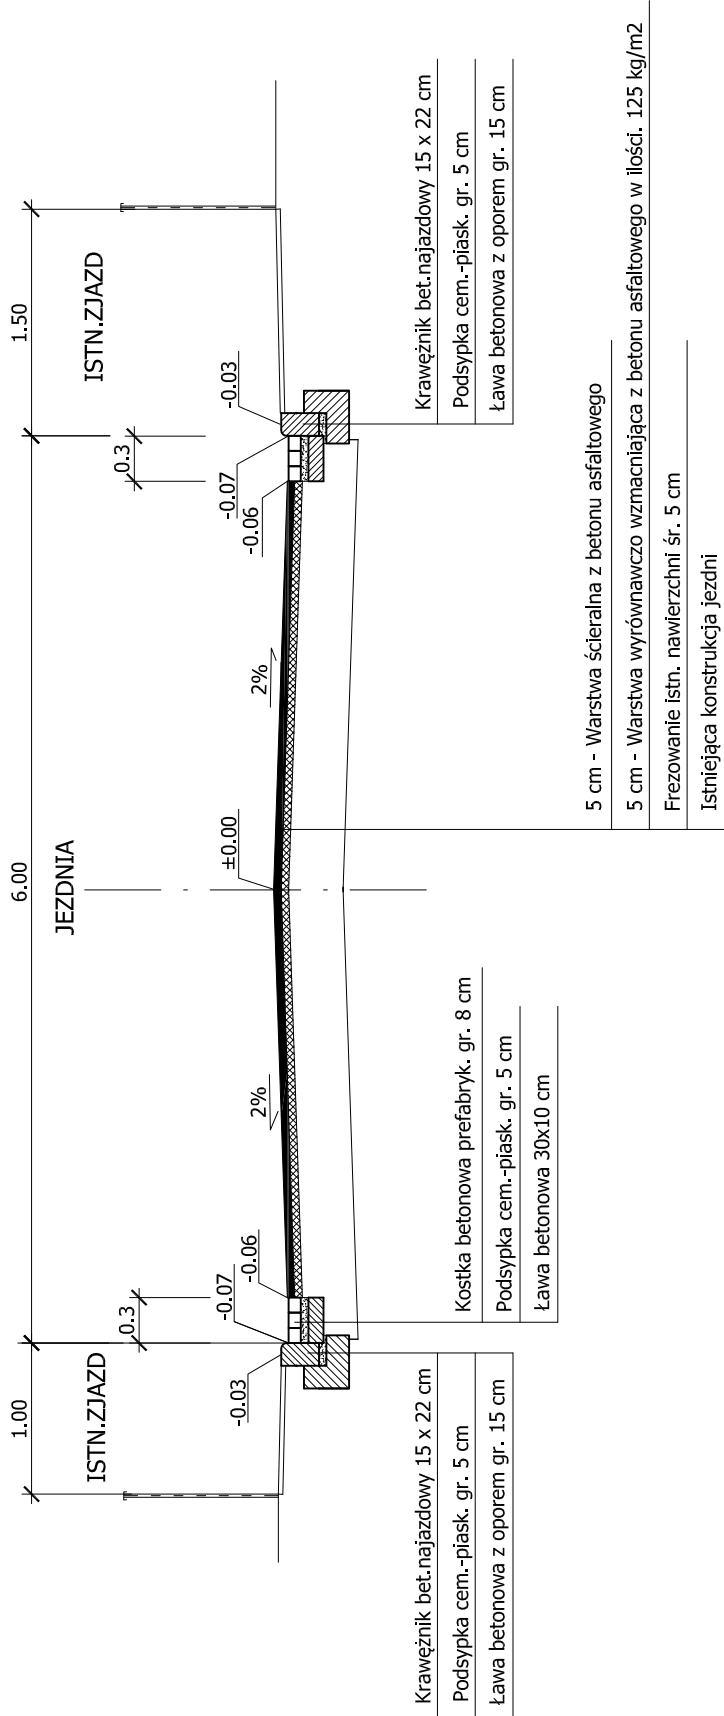 1.00
6.00
1.50
ISTN.ZJAZD
JEZDNIA
ISTN.ZJAZD
0.3
0.3
-0.03
-0.07
-0.06
2%
±0.00
2%
-0.06
-0.07
-0.03
Krawężnik bet.najazdowy 15 x 22 cm
Podsypka cem.-piask. gr. 5 cm
Ława betonowa z oporem gr. 15 cm
Kostka betonowa prefabryk. gr. 8 cm
Podsypka cem.-piask. gr. 5 cm
Ława betonowa 30x10 cm
Krawężnik bet.najazdowy 15 x 22 cm
Podsypka cem.-piask. gr. 5 cm
Ława betonowa z oporem gr. 15 cm
5 cm - Warstwa ścieralna z betonu asfaltowego
5 cm - Warstwa wyrównawczo wzmacniająca z betonu asfaltowego w ilości. 125 kg/m2
Frezowanie istn. nawierzchni śr. 5 cm
Istniejąca konstrukcja jezdni